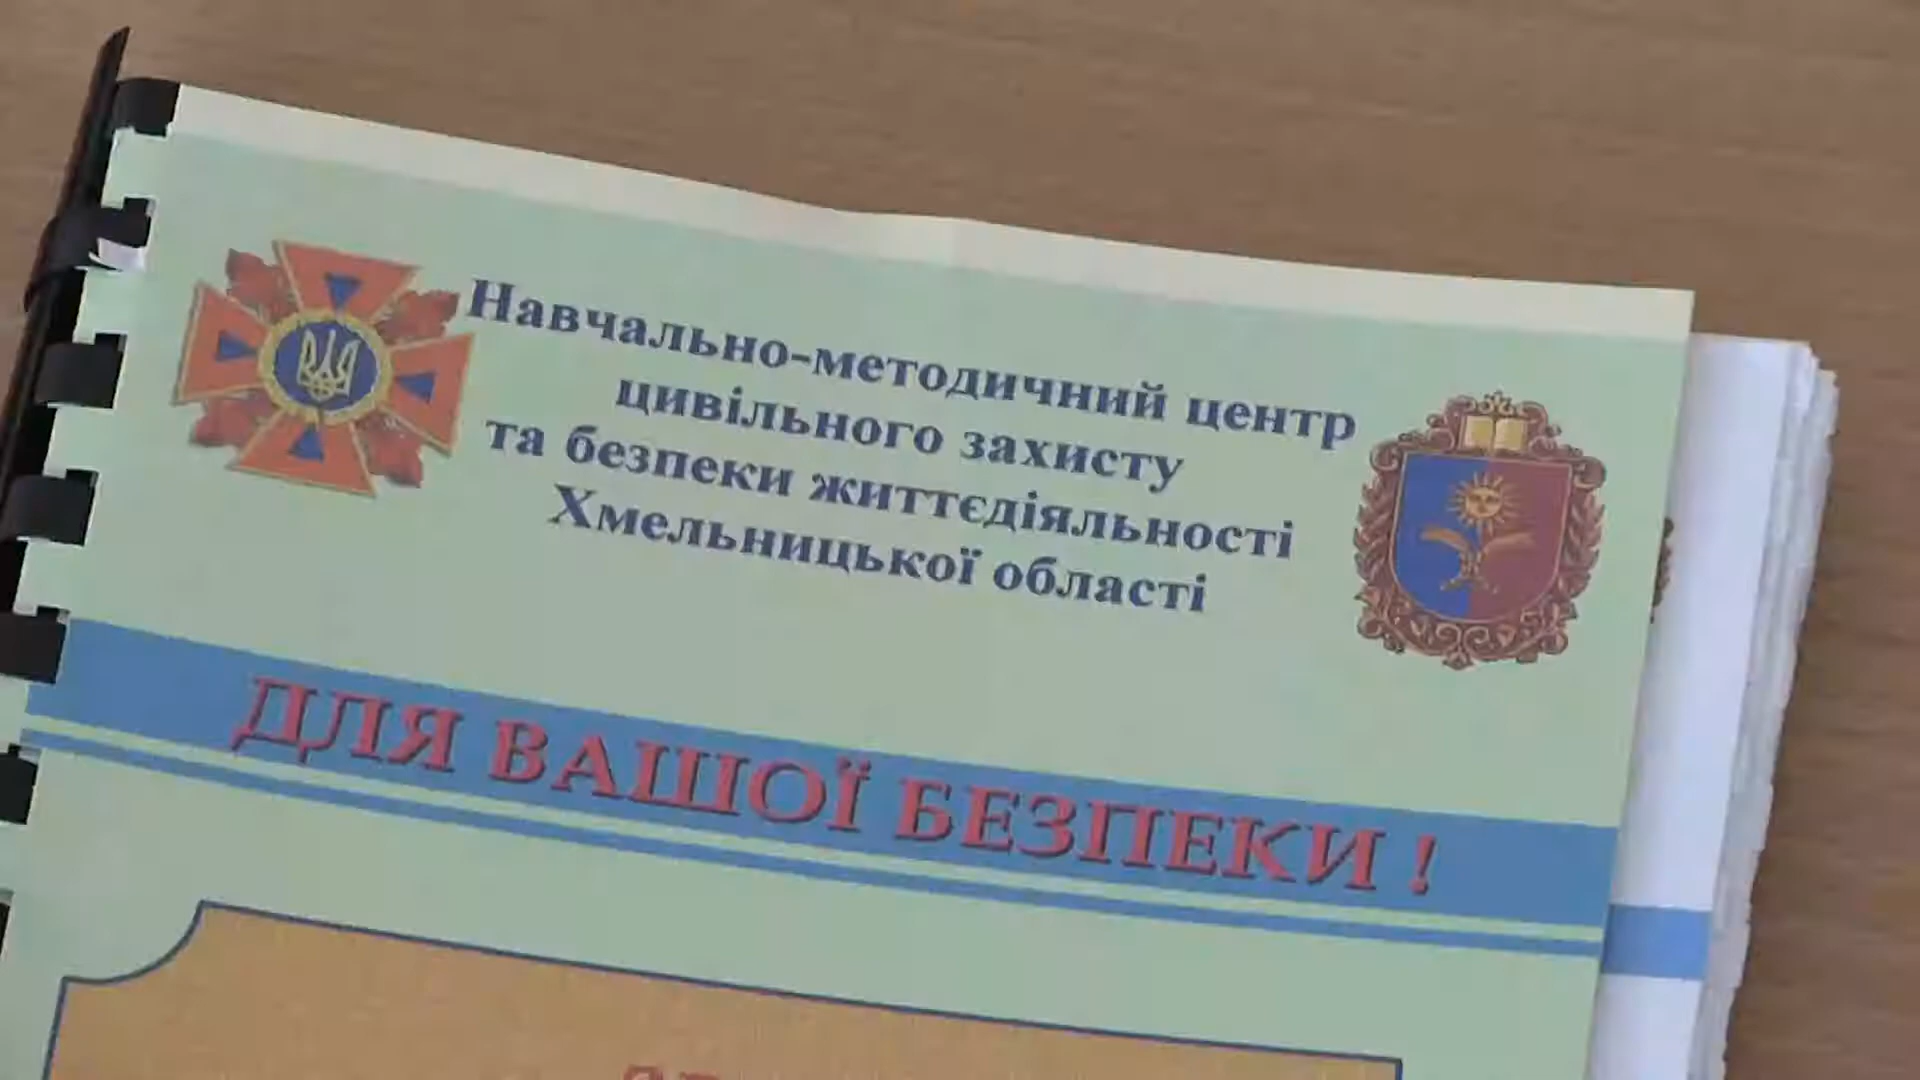 Навчально-методичний центр
цивільного захисту
та безпеки життєдіяльності
Хмельницької області
ДЛЯ ВАШОЇ БЕЗПЕКИ !